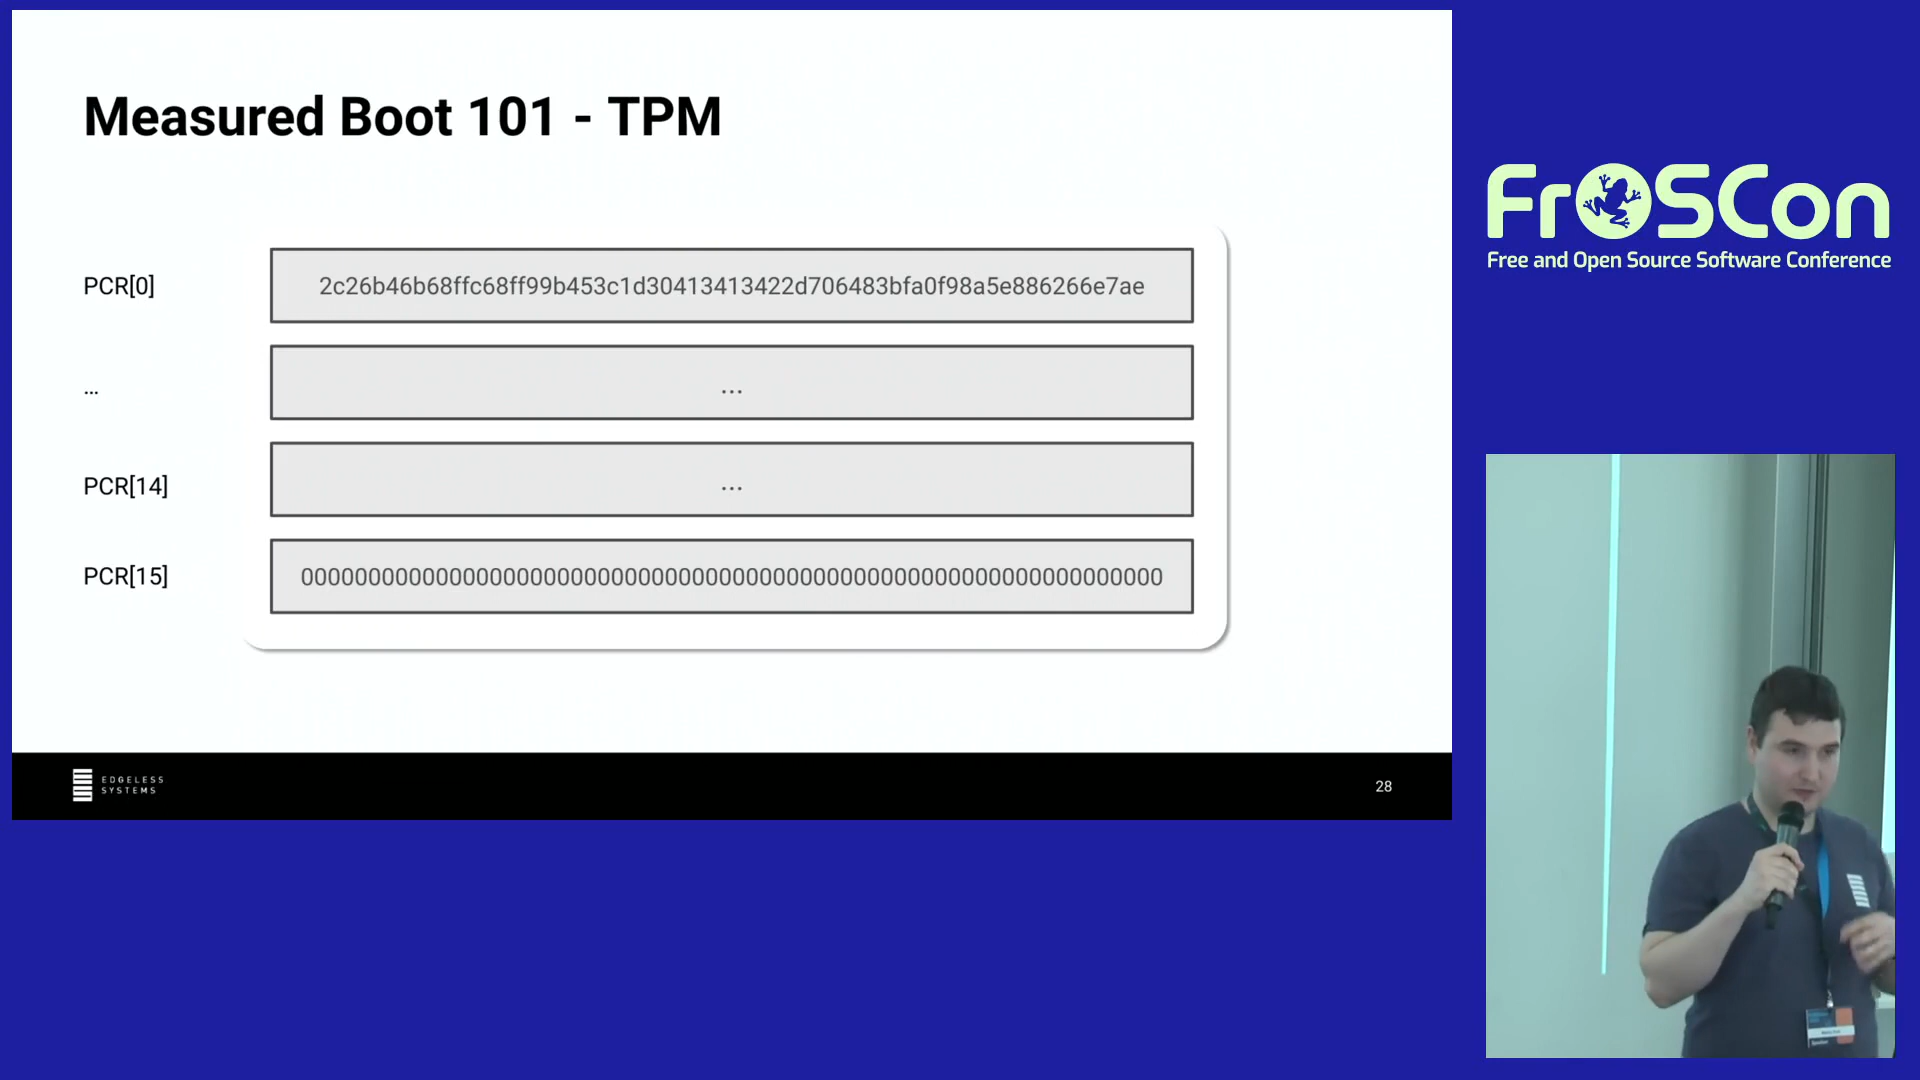 Measured Boot 101 - TPM
PCR[0]
2c26b46b68ffc68ff99b453c1d30413413422d706483bfa0f98a5e886266e7ae
...
...
PCR[14]
...
PCR[15]
0000000000000000000000000000000000000000000000000000000000000000
EDGELESS
SYSTEMS
28
FrOSCon
Free and Open Source Software Conference